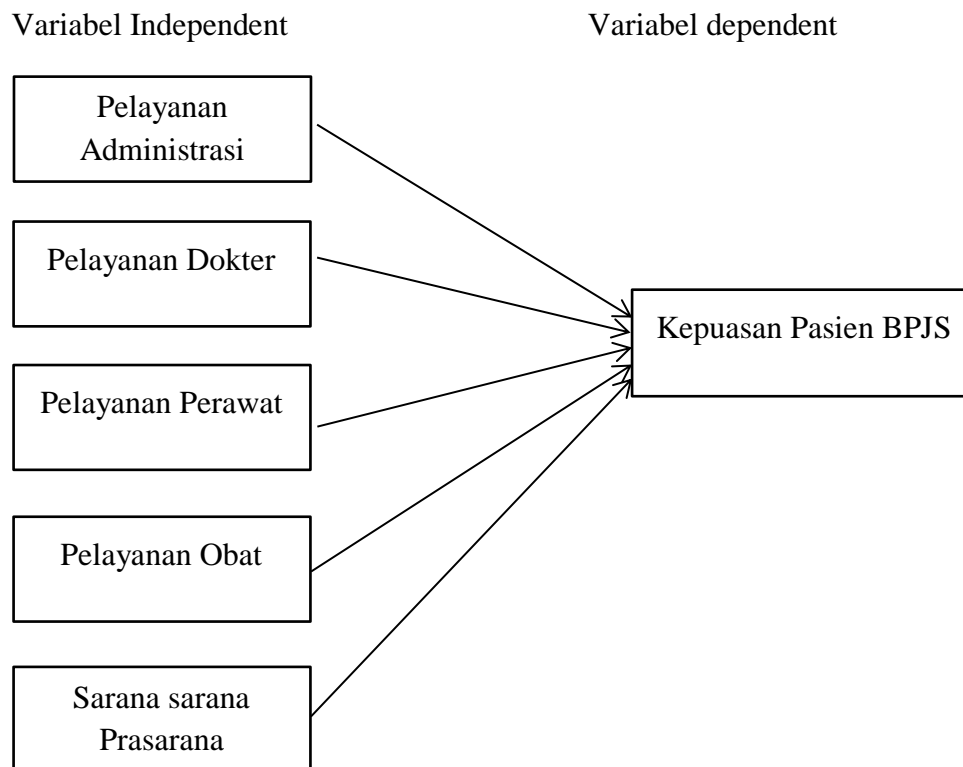 Variabel Independent
Variabel dependent
Pelayanan
Administrasi
Pelayanan Dokter
Kepuasan Pasien BPJS
Pelayanan Perawat
Pelayanan Obat
Sarana sarana
Prasarana